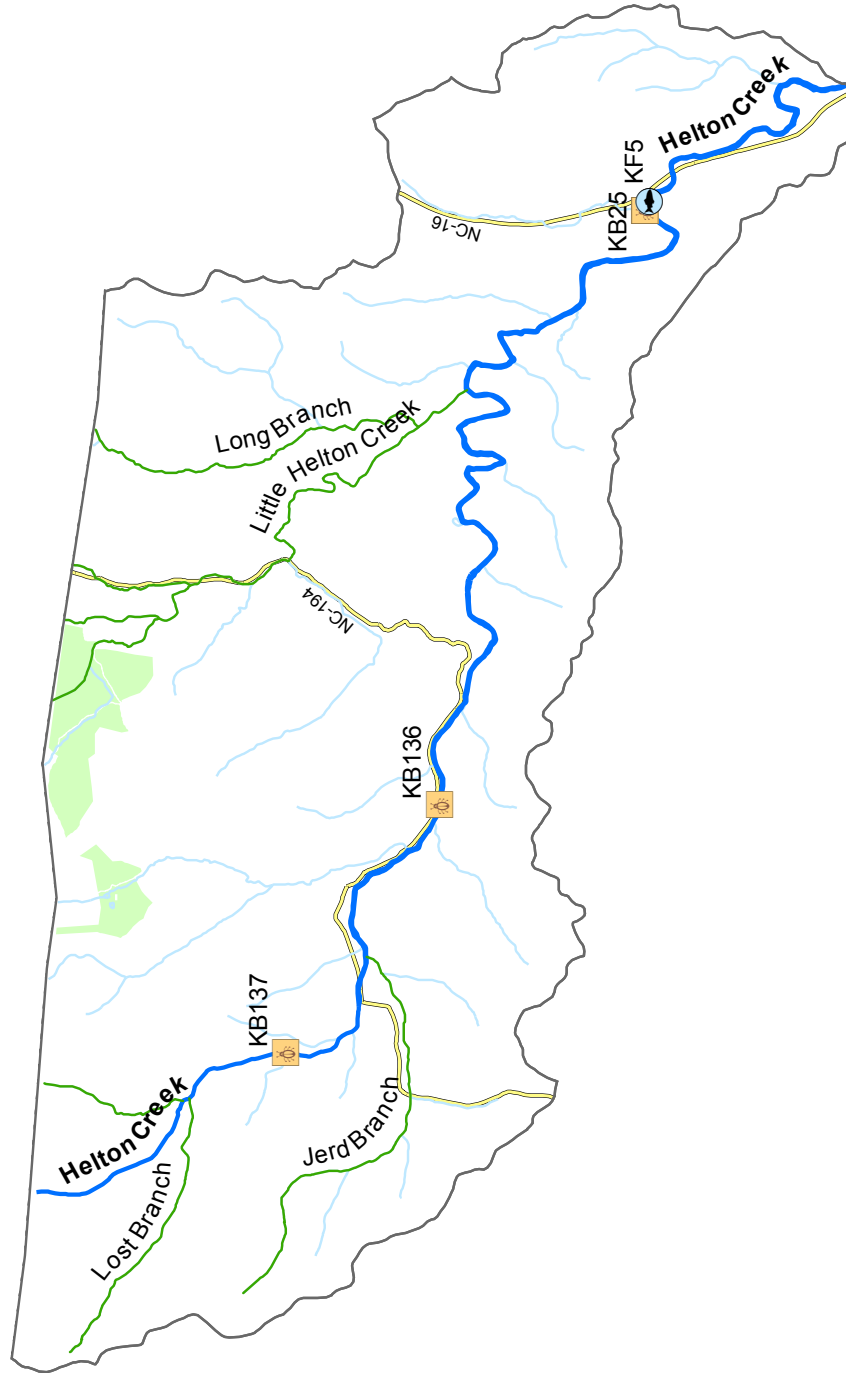 Helton Creek
KF5
KB25
NC-16
Long Branch
Little Helton Creek
NC-194
KB136
KB137
Helton Creek
Jerd Branch
Lost Branch